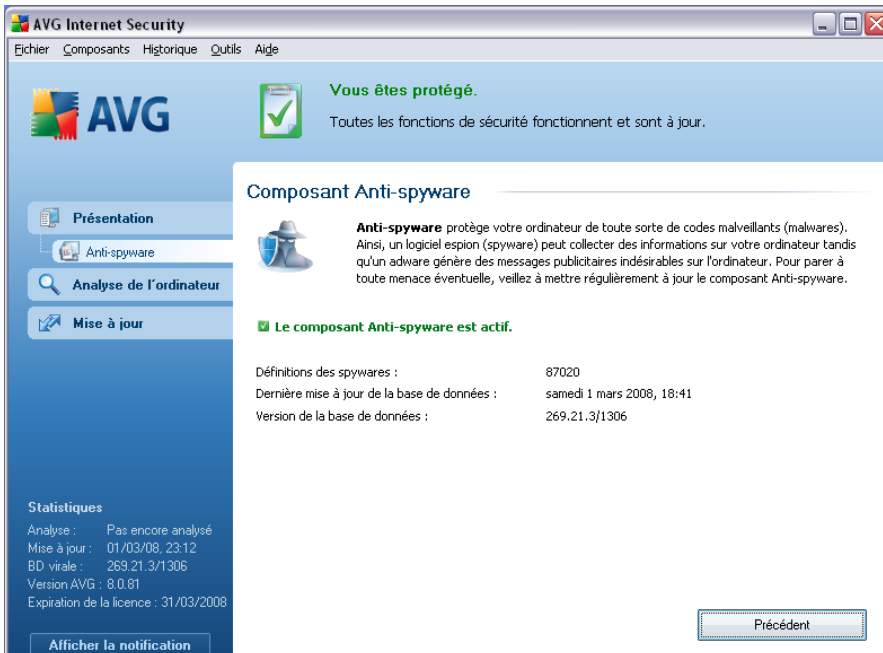 AVG Internet Security
Fichier Composants Historique Outils Aide
AVG
Vous êtes protégé.
Toutes les fonctions de sécurité fonctionnent et sont à jour.
Présentation
Anti-spyware
Analyse de l'ordinateur
Mise à jour
Composant Anti-spyware
Anti-spyware protège votre ordinateur de toute sorte de codes malveillants (malwares).
Ainsi, un logiciel espion (spyware) peut collecter des informations sur votre ordinateur tandis
qu'un adware génère des messages publicitaires indésirables sur l'ordinateur. Pour parer à
toute menace éventuelle, veillez à mettre régulièrement à jour le composant Anti-spyware.
Le composant Anti-spyware est actif.
Définitions des spywares : 87020
Dernière mise à jour de la base de données : samedi 1 mars 2008, 18:41
Version de la base de données : 269.21.3/1306
Statistiques
Analyse : Pas encore analysé
Mise à jour : 01/03/08, 23:12
BD virale : 269.21.3/1306
Version AVG : 8.0.81
Expiration de la licence : 31/03/2008
Afficher la notification
Précédent